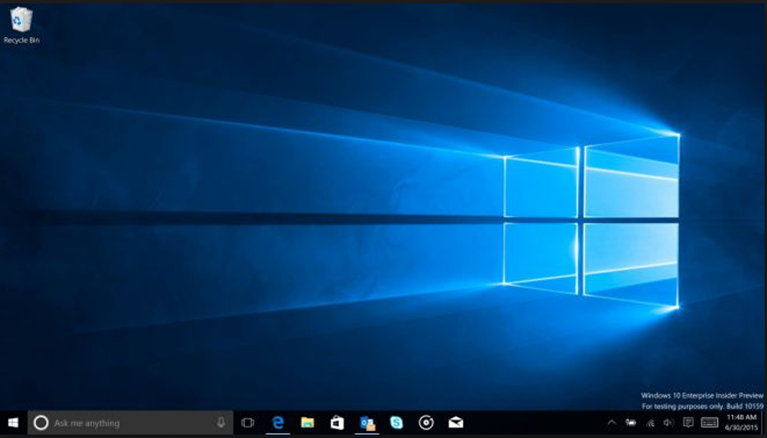 Recycle Bin
Windows 10 Enterprise Insider Preview
For testing purposes only. Build 10159
Ask me anything
11:48 AM
6/30/2015